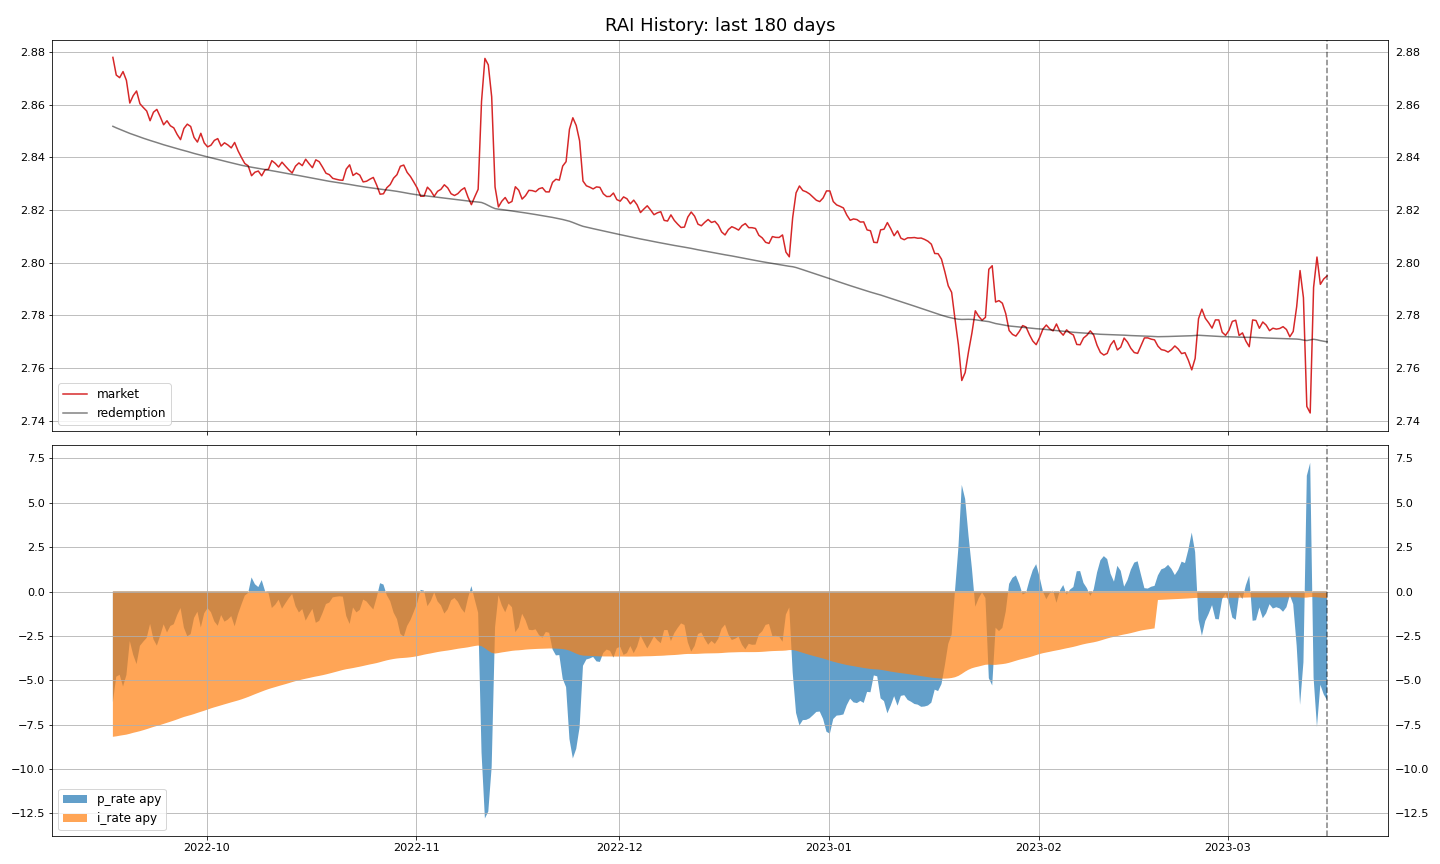 RAI History: last 180 days
2.88 2.88
2.86 2.86
2.84 2.84
2.82 2.82
2.80 2.80
2.78 2.78
2.76 2.76
market
redemption
2.74 2.74
7.5 7.5
5.0 5.0
2.5 2.5
0.0 0.0
−2.5 −2.5
−5.0 −5.0
−7.5 −7.5
−10.0 −10.0
p_rate apy
i_rate apy
−12.5 −12.5
2022-10 2022-11 2022-12 2023-01 2023-02 2023-03